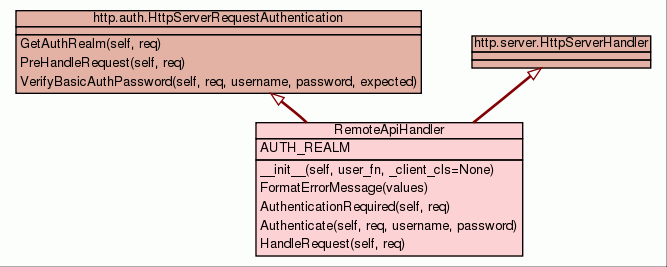 http.auth.HttpServerRequestAuthentication
GetAuthRealm(self, req)
PreHandleRequest(self, req)
VerifyBasicAuthPassword(self, req, username, password, expected)
http.server.HttpServerHandler
RemoteApiHandler
AUTH_REALM
__init__(self, user_fn, _client_cls=None)
FormatErrorMessage(values)
AuthenticationRequired(self, req)
Authenticate(self, req, username, password)
HandleRequest(self, req)